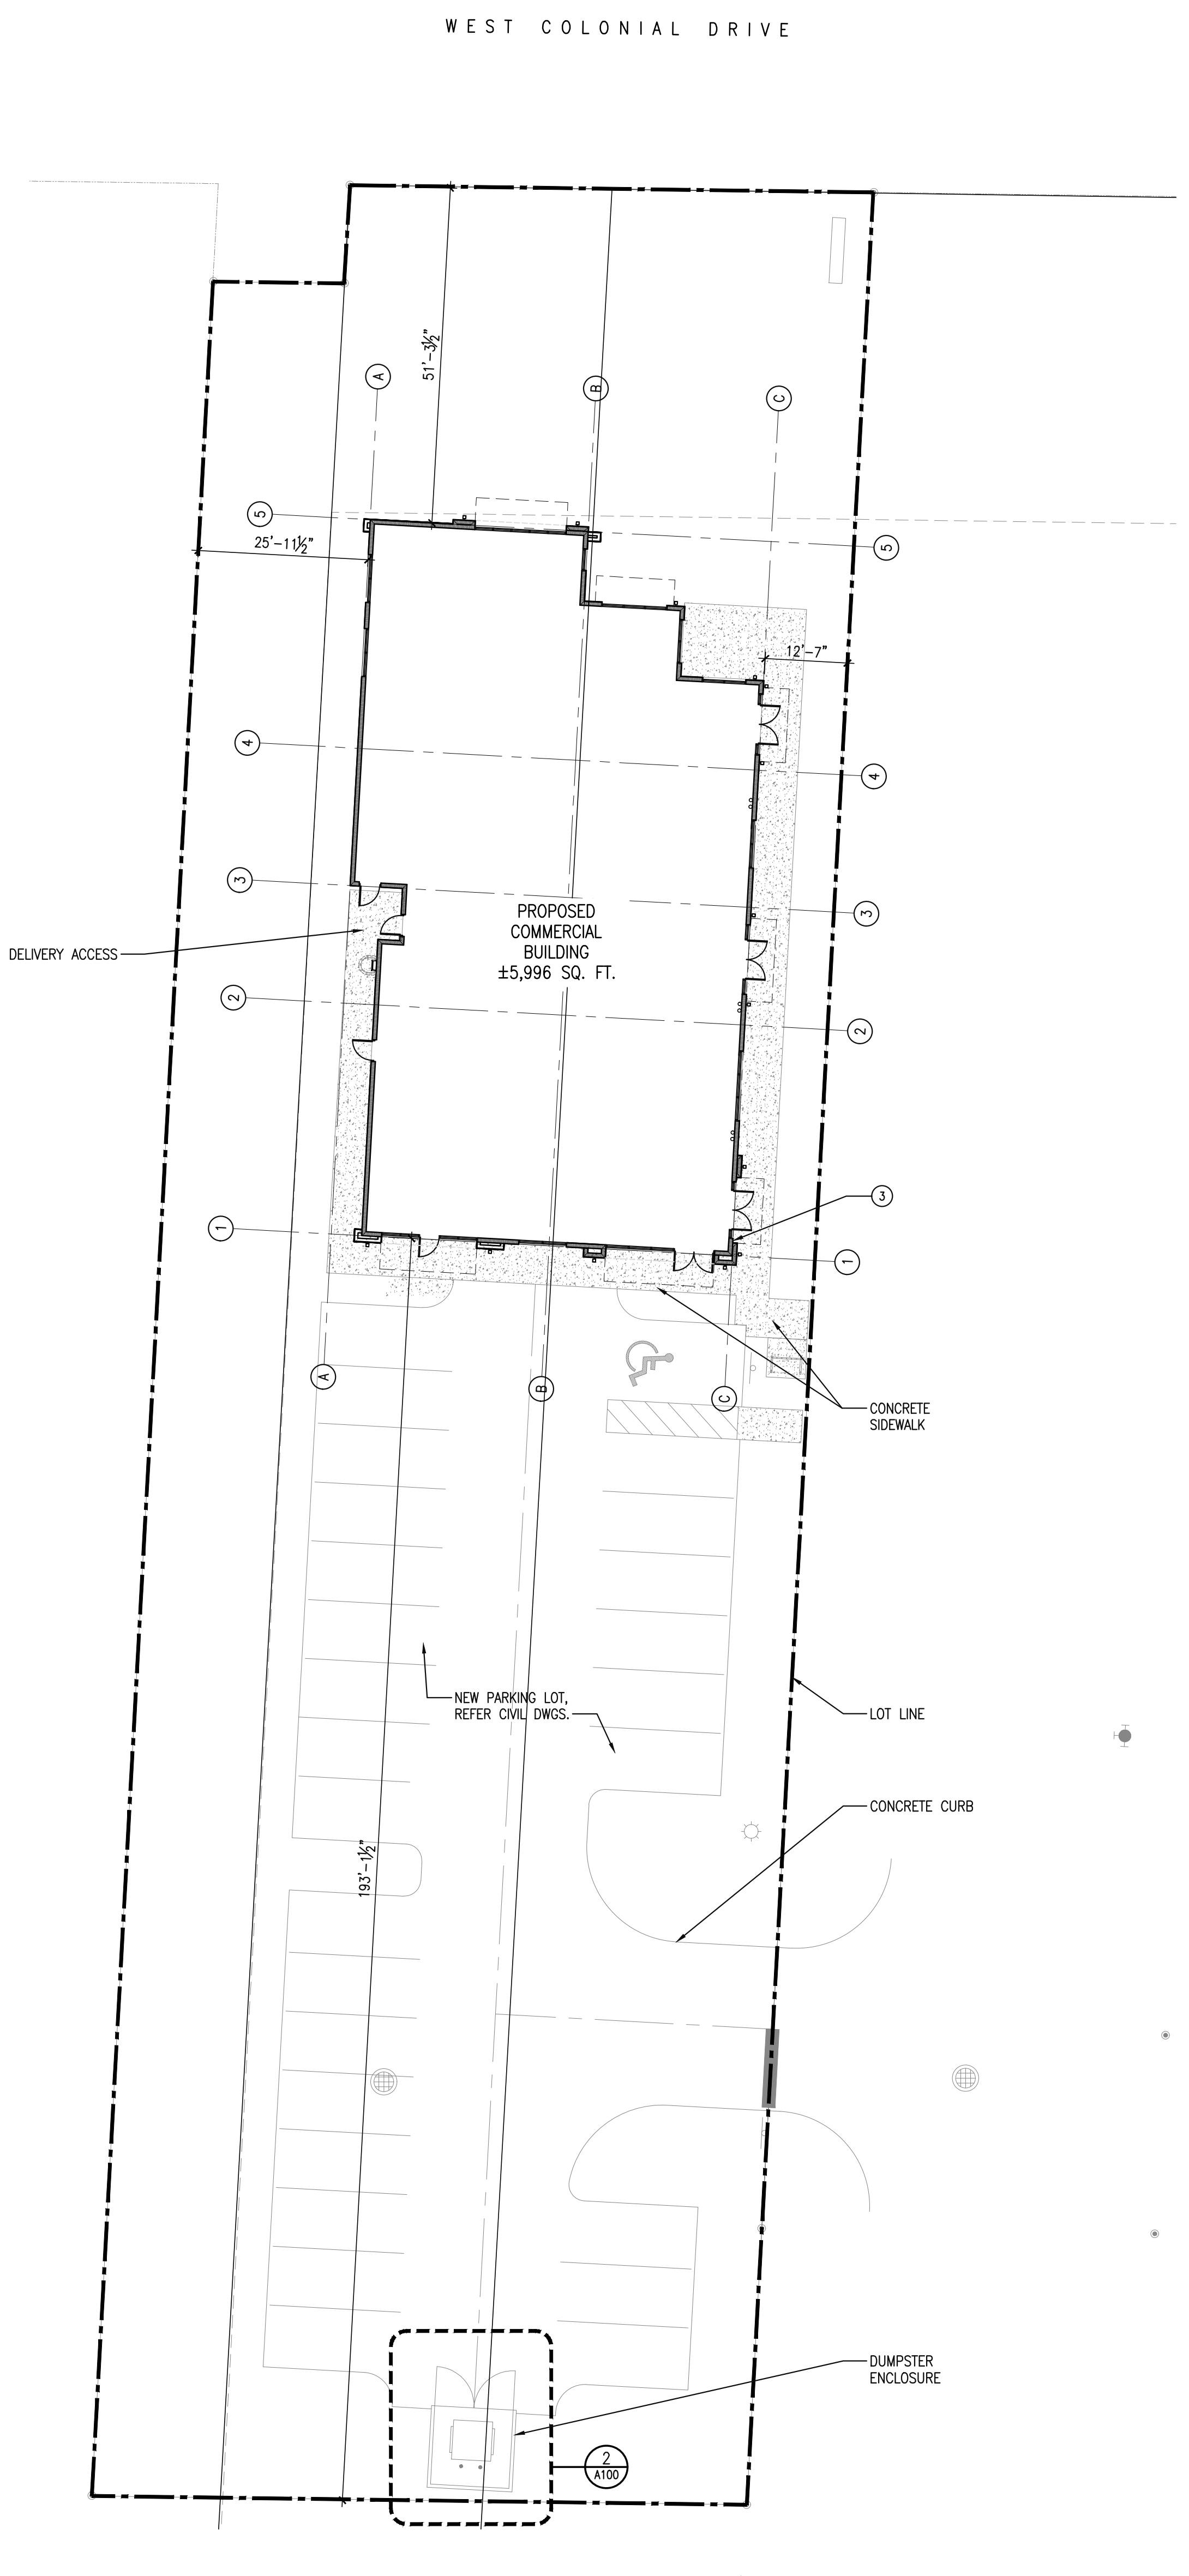 WEST COLONIAL DRIVE
51'-3½"
A
B
C
5
25'-11½"
5
12'-7"
4
4
3
3
PROPOSED
COMMERCIAL
BUILDING
±5,996 SQ. FT.
DELIVERY ACCESS
2
2
3
1
1
A
B
C
CONCRETE
SIDEWALK
NEW PARKING LOT,
REFER CIVIL DWGS.
LOT LINE
CONCRETE CURB
193'-1½"
DUMPSTER
ENCLOSURE
2
A100